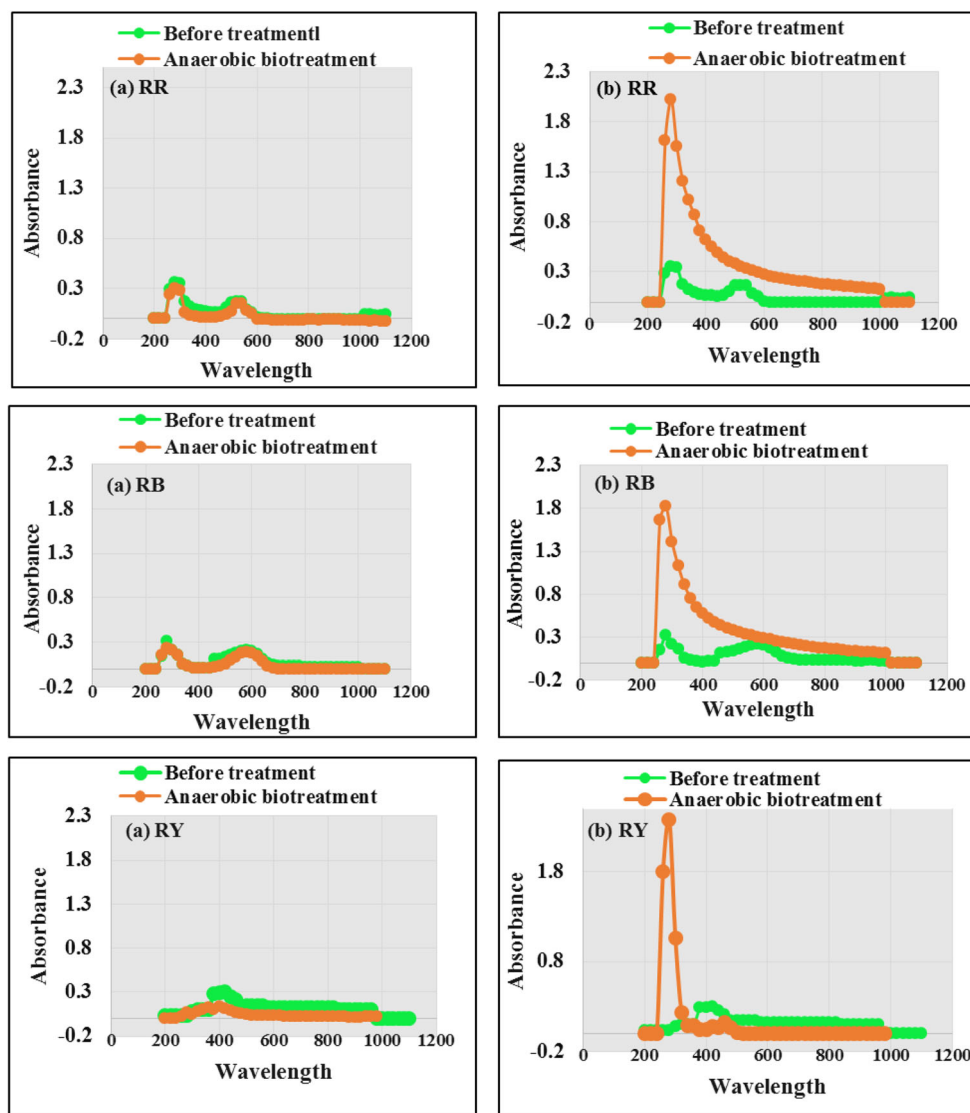 Before treatmentl
Anaerobic biotreatment
(a) RR
2.3
1.8
1.3
0.8
0.3
-0.2
0 200 400 600 800 1000 1200
Absorbance
Wavelength
Before treatment
Anaerobic biotreatment
(b) RR
2.3
1.8
1.3
0.8
0.3
-0.2
0 200 400 600 800 1000 1200
Absorbance
Wavelength
Before treatment
Anaerobic biotreatment
(a) RB
2.3
1.8
1.3
0.8
0.3
-0.2
0 200 400 600 800 1000 1200
Absorbance
Wavelength
Before treatment
Anaerobic biotreatment
(b) RB
2.3
1.8
1.3
0.8
0.3
-0.2
0 200 400 600 800 1000 1200
Absorbance
Wavelength
Before treatment
Anaerobic biotreatment
(a) RY
2.3
1.8
1.3
0.8
0.3
-0.2
0 200 400 600 800 1000 1200
Absorbance
Wavelength
Before treatment
Anaerobic biotreatment
(b) RY
1.8
0.8
-0.2
0 200 400 600 800 1000 1200
Absorbance
Wavelength